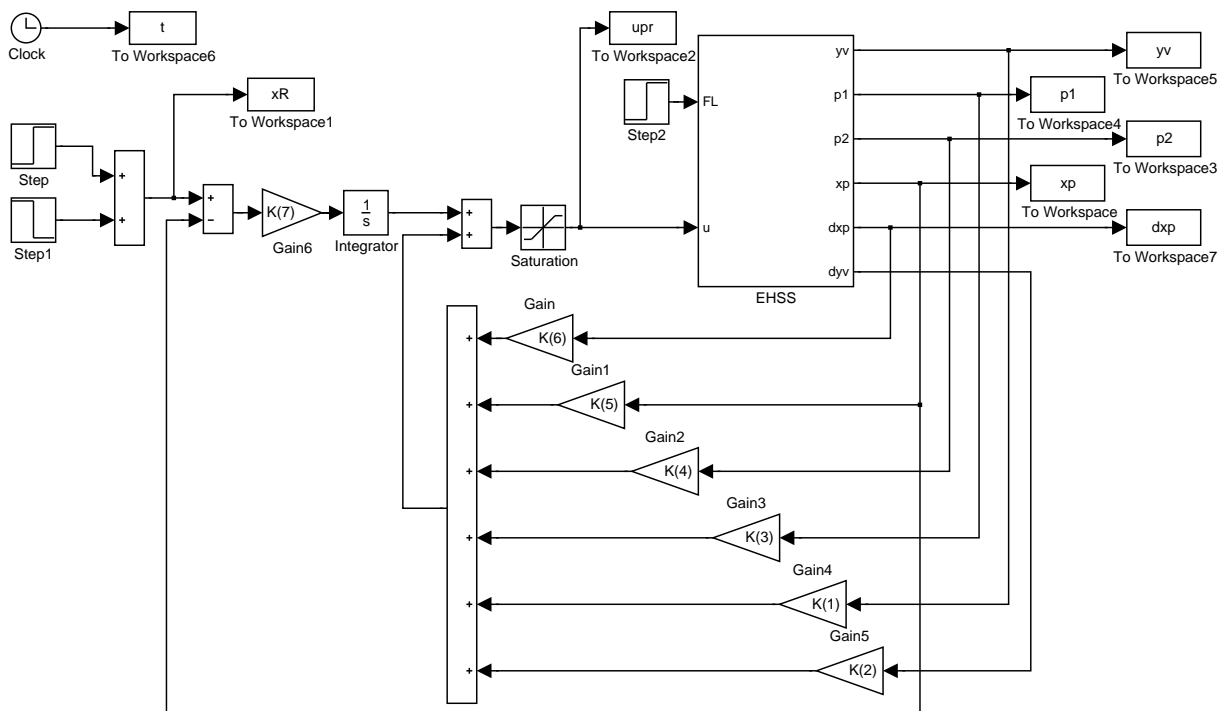 Clock
t
To Workspace6
xR
To Workspace1
Step
Step1
+
+
+
−
K(7)
Gain6
1
s
Integrator
+
+
Saturation
upr
To Workspace2
Step2
FL
u
yv
p1
p2
xp
dxp
dyv
EHSS
yv
To Workspace5
p1
To Workspace4
p2
To Workspace3
xp
To Workspace
dxp
To Workspace7
Gain
+
K(6)
Gain1
+
K(5)
Gain2
+
K(4)
Gain3
+
K(3)
Gain4
+
K(1)
Gain5
+
K(2)